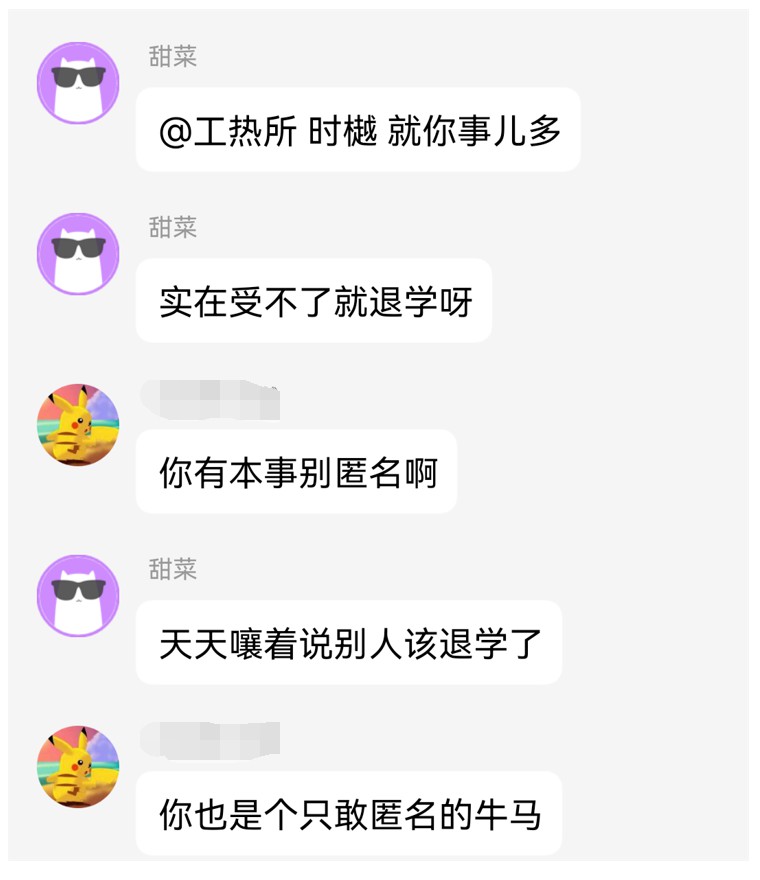 甜菜
@工热所 时樾 就你事儿多
甜菜
实在受不了就退学呀
你有本事别匿名啊
甜菜
天天嚷着说别人该退学了
你也是个只敢匿名的牛马